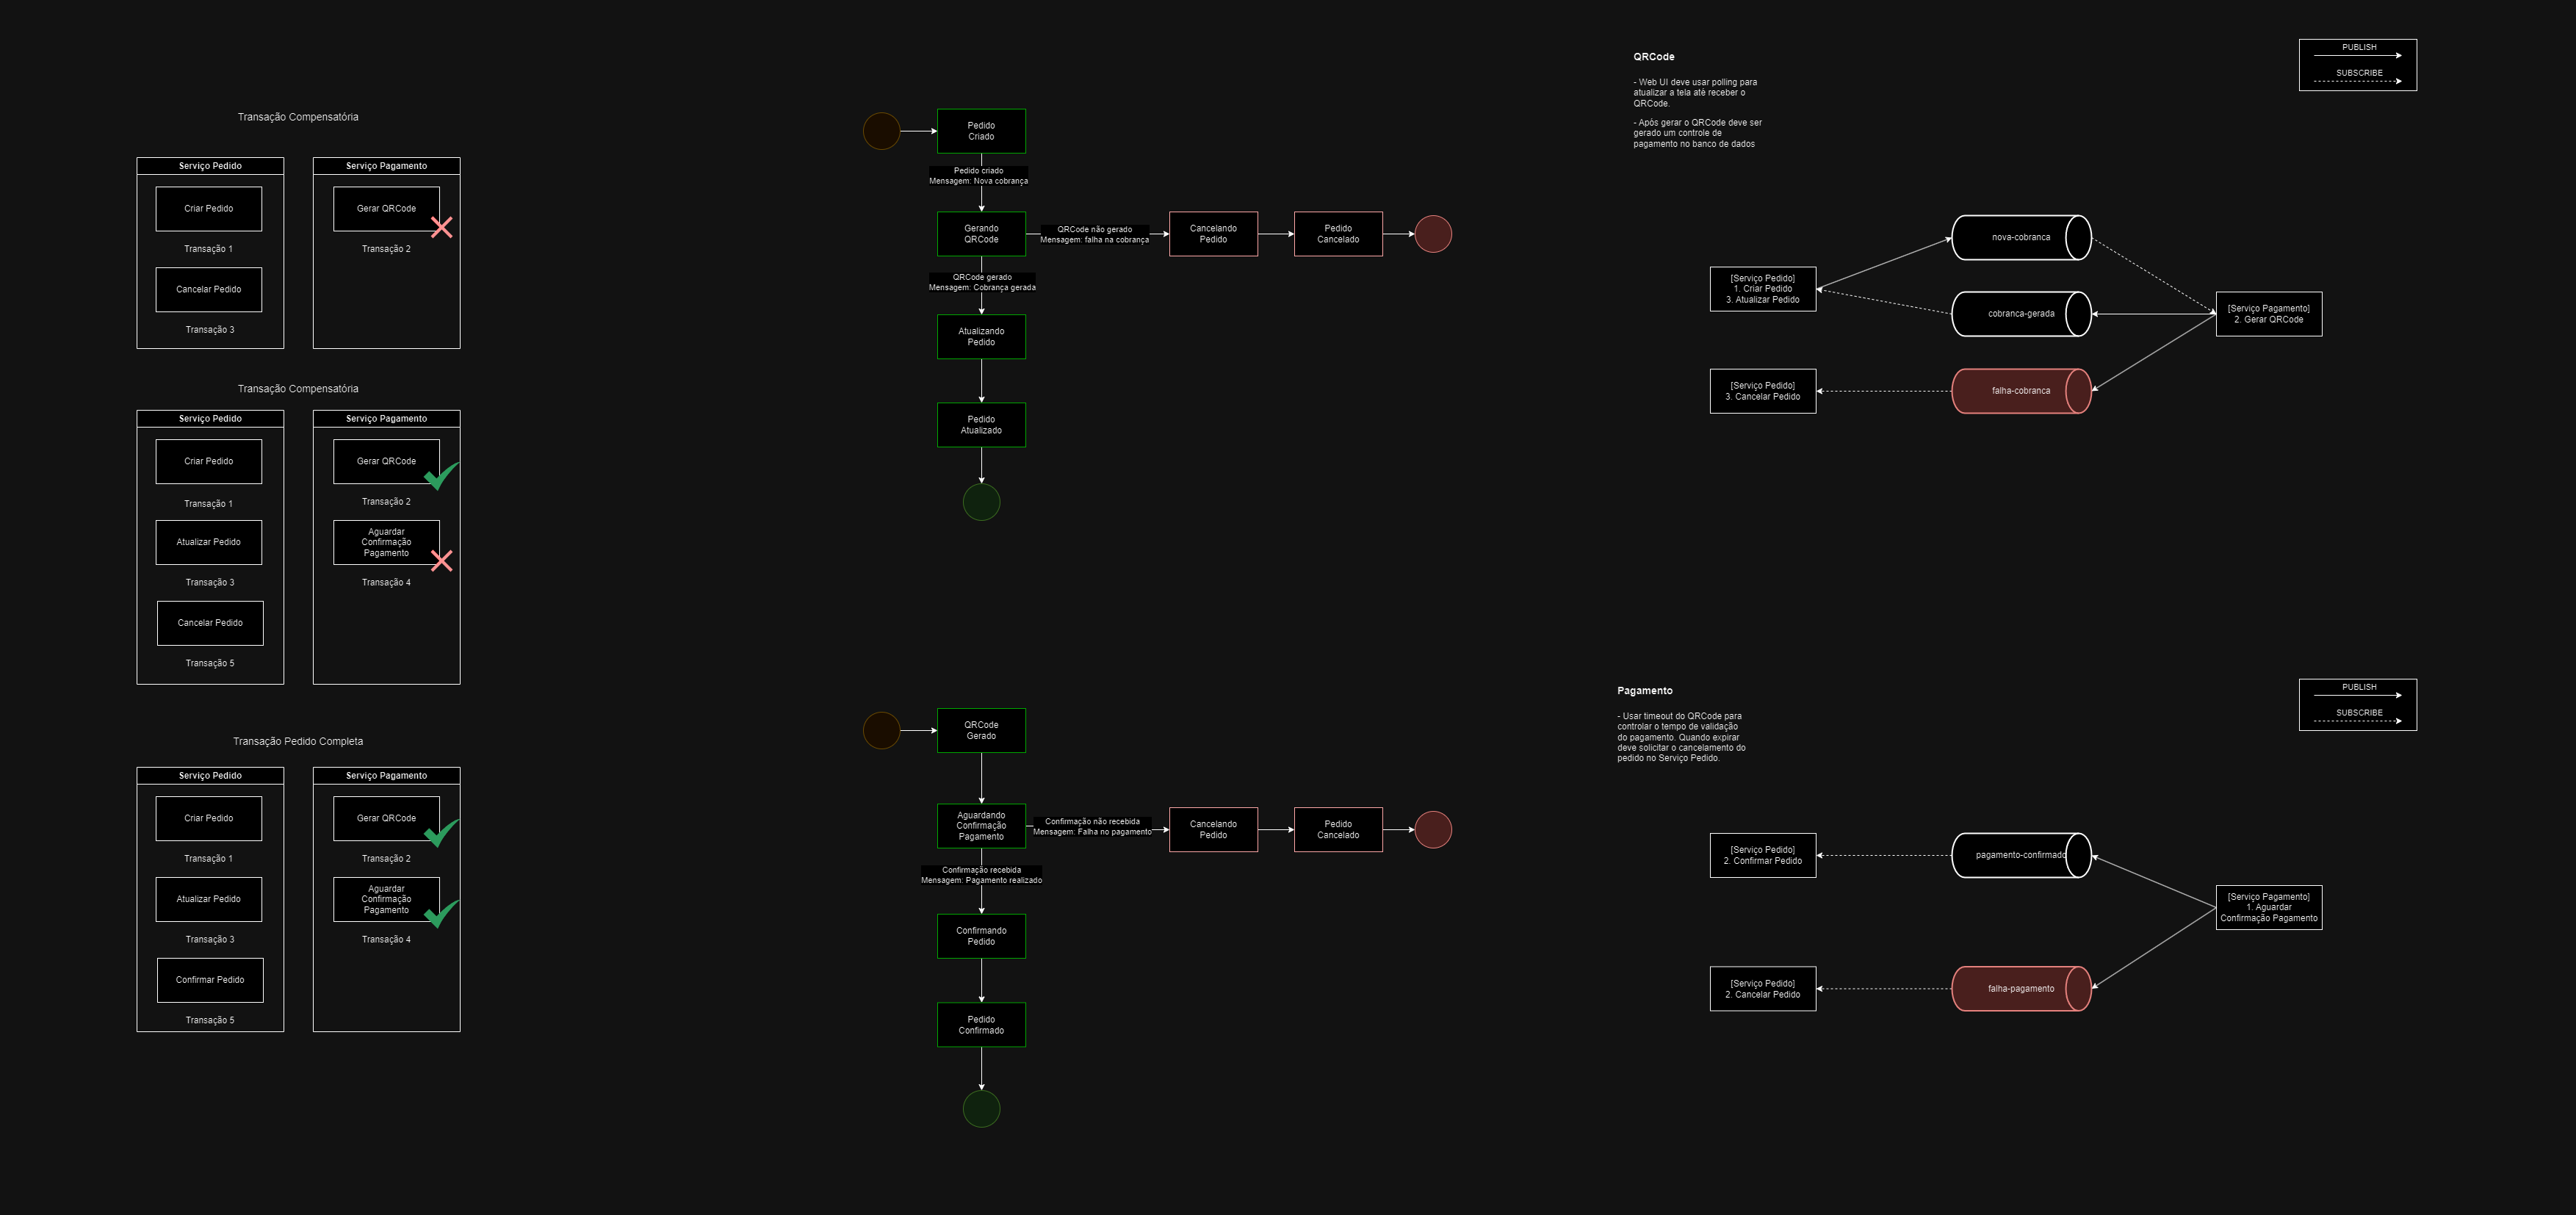 Transação Compensatória
Serviço Pedido
Criar Pedido
Transação 1
Cancelar Pedido
Transação 3
Serviço Pagamento
Gerar QRCode
Transação 2
Transação Compensatória
Serviço Pedido
Criar Pedido
Transação 1
Atualizar Pedido
Transação 3
Cancelar Pedido
Transação 5
Serviço Pagamento
Gerar QRCode
Transação 2
Aguardar
Confirmação
Pagamento
Transação 4
Transação Pedido Completa
Serviço Pedido
Criar Pedido
Transação 1
Atualizar Pedido
Transação 3
Confirmar Pedido
Transação 5
Serviço Pagamento
Gerar QRCode
Transação 2
Aguardar
Confirmação
Pagamento
Transação 4
Pedido
Criado
Pedido criado
Mensagem: Nova cobrança
Gerando
QRCode
QRCode não gerado
Mensagem: falha na cobrança
Cancelando
Pedido
Pedido
Cancelado
QRCode gerado
Mensagem: Cobrança gerada
Atualizando
Pedido
Pedido
Atualizado
QRCode
Gerado
Aguardando
Confirmação
Pagamento
Confirmação não recebida
Mensagem: Falha no pagamento
Cancelando
Pedido
Pedido
Cancelado
Confirmação recebida
Mensagem: Pagamento realizado
Confirmando
Pedido
Pedido
Confirmado
QRCode
- Web UI deve usar polling para
atualizar a tela até receber o
QRCode.
- Após gerar o QRCode deve ser
gerado um controle de
pagamento no banco de dados
PUBLISH
SUBSCRIBE
nova-cobranca
[Serviço Pedido]
1. Criar Pedido
3. Atualizar Pedido
cobranca-gerada
[Serviço Pagamento]
2. Gerar QRCode
[Serviço Pedido]
3. Cancelar Pedido
falha-cobranca
Pagamento
- Usar timeout do QRCode para
controlar o tempo de validação
do pagamento. Quando expirar
deve solicitar o cancelamento do
pedido no Serviço Pedido.
PUBLISH
SUBSCRIBE
[Serviço Pedido]
2. Confirmar Pedido
pagamento-confirmado
[Serviço Pagamento]
1. Aguardar
Confirmação Pagamento
[Serviço Pedido]
2. Cancelar Pedido
falha-pagamento